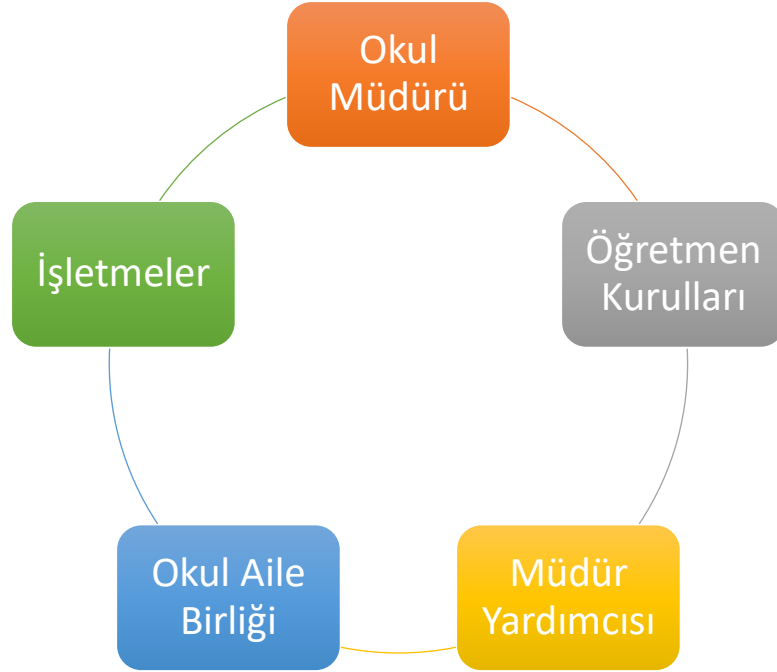 Okul
Müdürü
Öğretmen
Kurulları
Müdür
Yardımcısı
Okul Aile
Birliği
İşletmeler